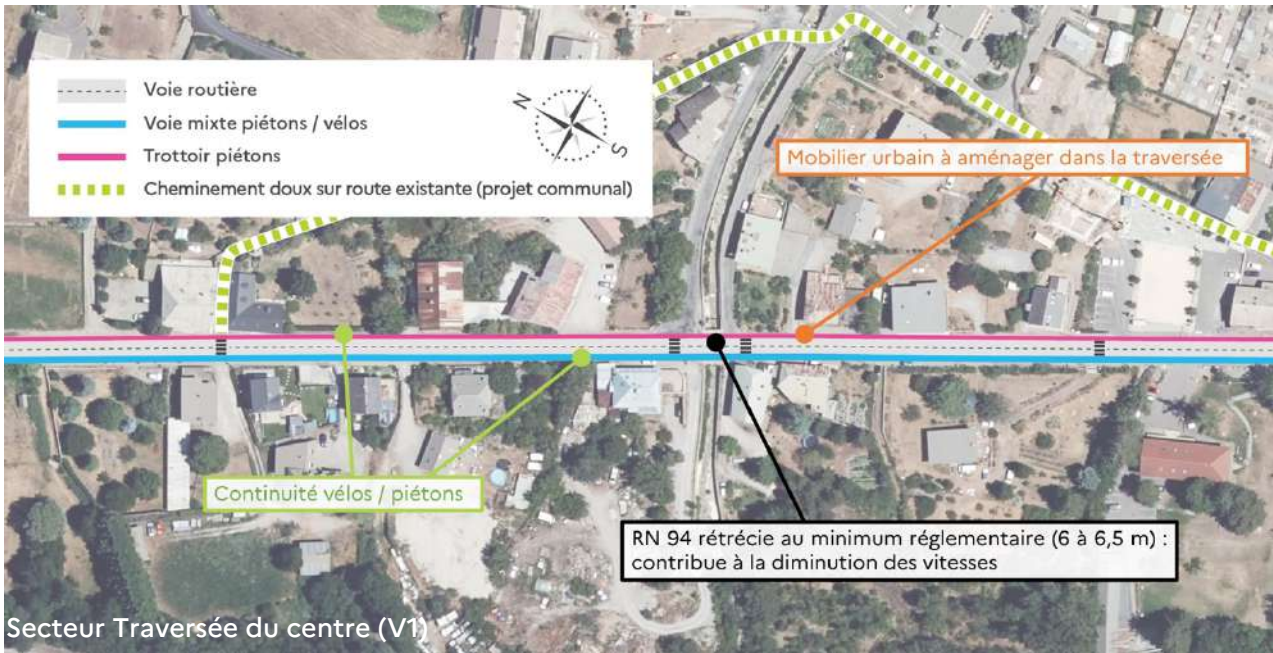 Voie routière
Voie mixte piétons / vélos
Trottoir piétons
Cheminement doux sur route existante (projet communal)
N
S
Mobilier urbain à aménager dans la traversée
Continuité vélos / piétons
RN 94 rétrécie au minimum réglementaire (6 à 6,5 m) :
contribue à la diminution des vitesses
Secteur Traversée du centre (V1)